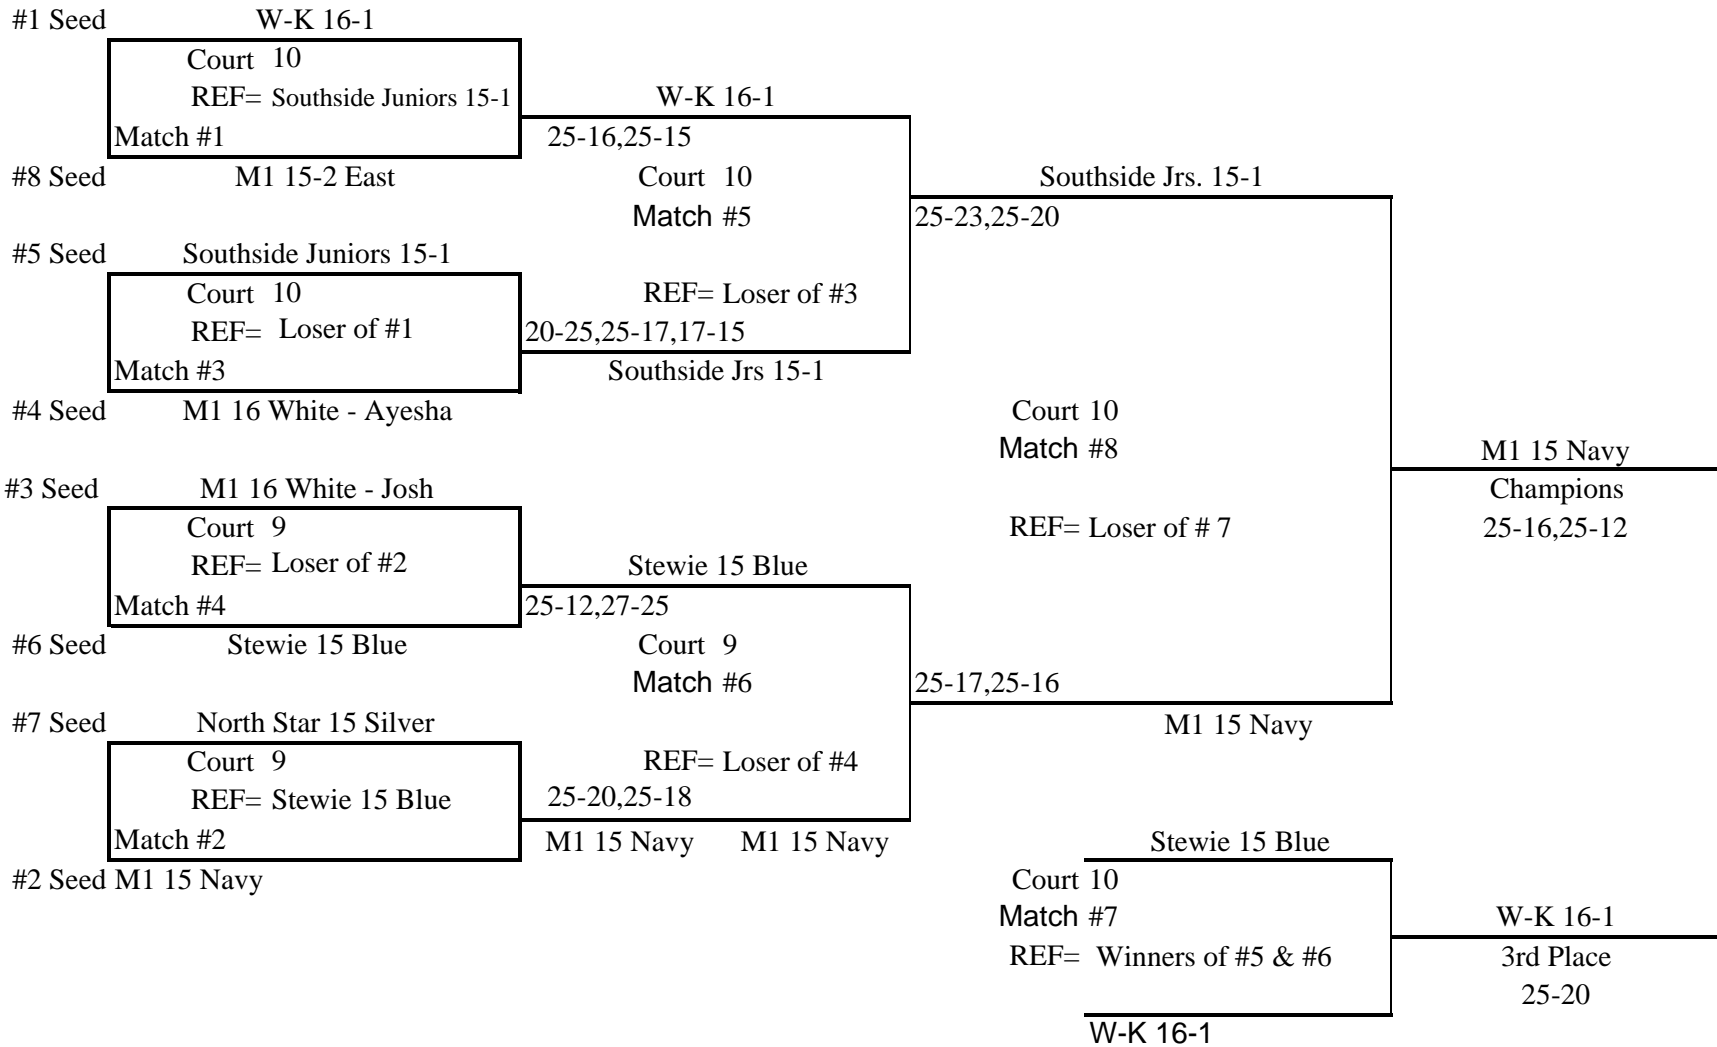 #1 Seed W-K 16-1
Court 10
REF= Southside Juniors 15-1 W-K 16-1
Match #1 25-16,25-15
#8 Seed M1 15-2 East Court 10 Southside Jrs. 15-1
Match #5 25-23,25-20
#5 Seed Southside Juniors 15-1
Court 10 REF= Loser of #3
REF= Loser of #1 20-25,25-17,17-15
Match #3 Southside Jrs 15-1
#4 Seed M1 16 White - Ayesha Court 10
Match #8 M1 15 Navy
#3 Seed M1 16 White - Josh Champions
Court 9 REF= Loser of # 7 25-16,25-12
REF= Loser of #2 Stewie 15 Blue
Match #4 25-12,27-25
#6 Seed Stewie 15 Blue Court 9
Match #6 25-17,25-16
#7 Seed North Star 15 Silver M1 15 Navy
Court 9 REF= Loser of #4
REF= Stewie 15 Blue 25-20,25-18
Match #2 M1 15 Navy M1 15 Navy Stewie 15 Blue
#2 Seed M1 15 Navy Court 10
Match #7 W-K 16-1
REF= Winners of #5 & #6 3rd Place
25-20
W-K 16-1